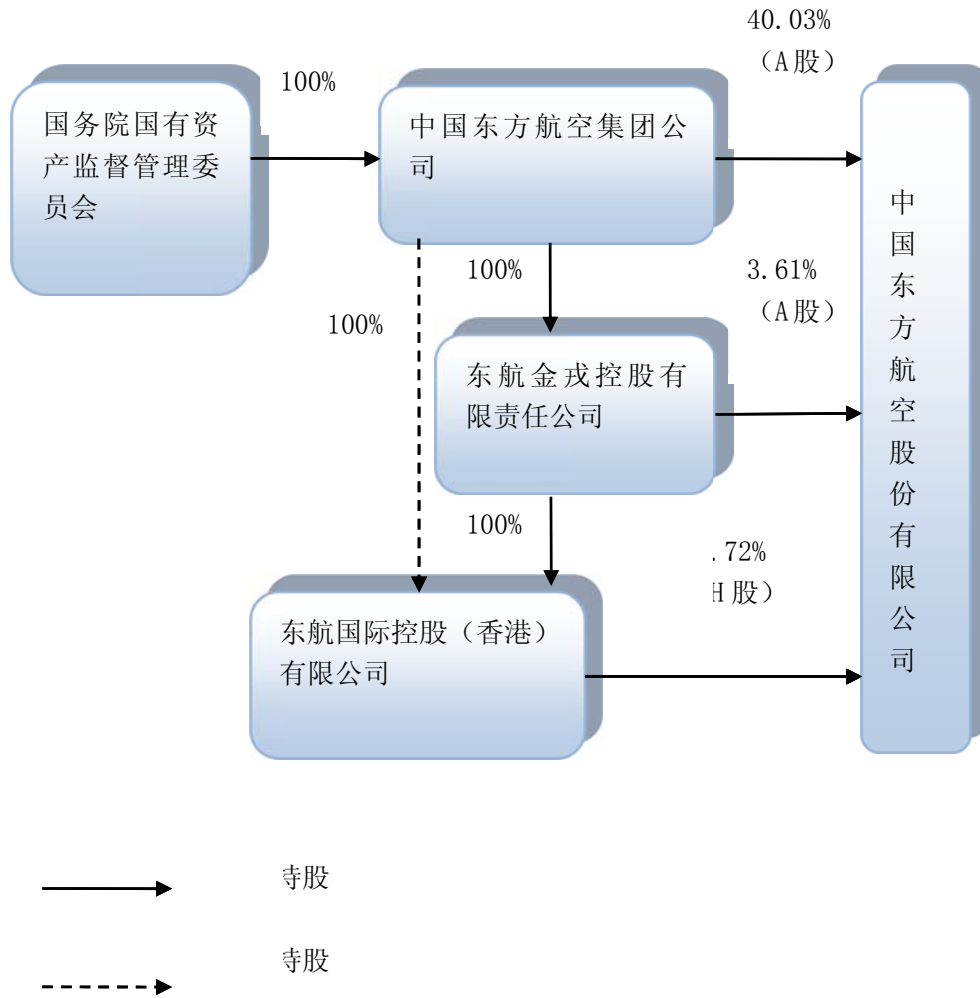 40.03%
（A股）
100%
国务院国有资
产监督管理委
员会
中国东方航空集团公
司
中国东方航空股份有限公司
100%
3.61%
（A股）
100%
东航金戎控股有
限责任公司
100%
.72%
H股）
东航国际控股（香港）
有限公司
持股
持股